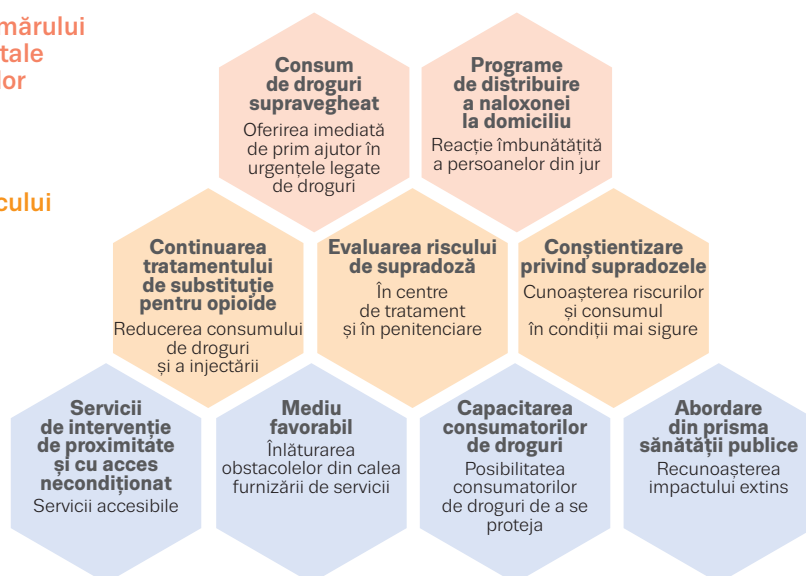 mărului
tale
lor
Consum
de droguri
supravegheat
Oferirea imediată
de prim ajutor în
urgențele legate
de droguri
Programe
de distribuire
a naloxonei
la domiciliu
Reacție îmbunătățită
a persoanelor din jur
cului
Continuarea
tratamentului
de substituție
pentru opioide
Reducerea consumului
de droguri
și a injectării
Evaluarea riscului
de supradoză
În centre
de tratament
și în penitenciare
Conștientizare
privind supradozele
Cunoașterea riscurilor
și consumul
în condiții mai sigure
Servicii
de intervenție
de proximitate
și cu acces
necondiționat
Servicii accesibile
Mediu
favorabil
Înlăturarea
obstacolelor din calea
furnizării de servicii
Capacitarea
consumatorilor
de droguri
Posibilitatea
consumatorilor
de droguri de a se
proteja
Abordare
din prisma
sănătății publice
Recunoașterea
impactului extins